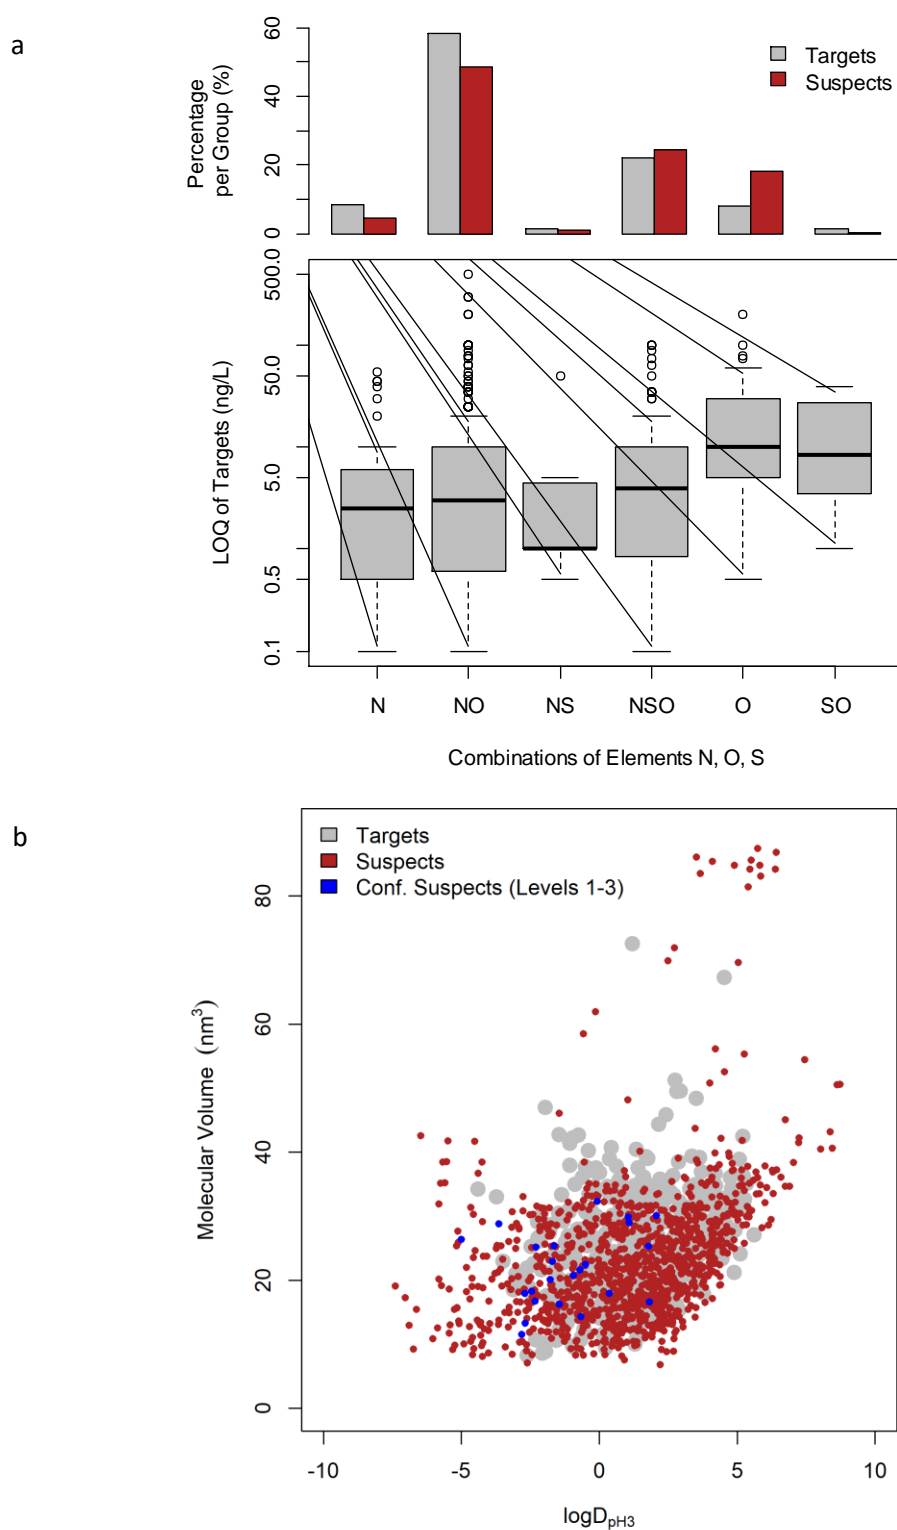 a
Percentage
per Group (%)
60
40
20
0
Targets
Suspects
LOQ of Targets (ng/L)
500.0
50.0
5.0
0.5
0.1
N NO NS NSO O SO
Combinations of Elements N, O, S
b
Targets
Suspects
Conf. Suspects (Levels 1-3)
Molecular Volume (nm³)
80
60
40
20
0
-10 -5 0 5 10
logD_pH3